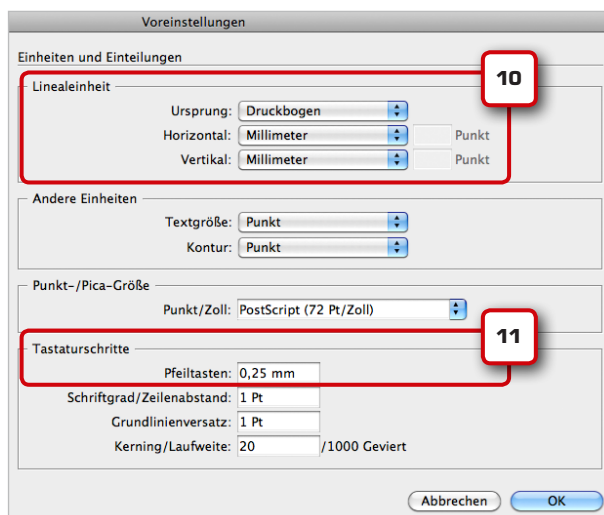 Voreinstellungen
Einheiten und Einteilungen
10
Linealeinheit
Ursprung: Druckbogen
Horizontal: Millimeter Punkt
Vertikal: Millimeter Punkt
Andere Einheiten
Textgröße: Punkt
Kontur: Punkt
Punkt-/Pica-Größe
Punkt/Zoll: PostScript (72 Pt/Zoll)
11
Tastaturschritte
Pfeiltasten: 0,25 mm
Schriftgrad/Zeilenabstand: 1 Pt
Grundlinienversatz: 1 Pt
Kerning/Laufweite: 20 /1000 Geviert
Abbrechen OK